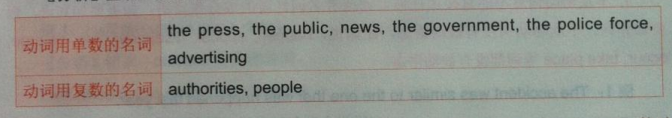 动词用单数的名词
the press, the public, news, the government, the police force,
advertising
动词用复数的名词
authorities, people